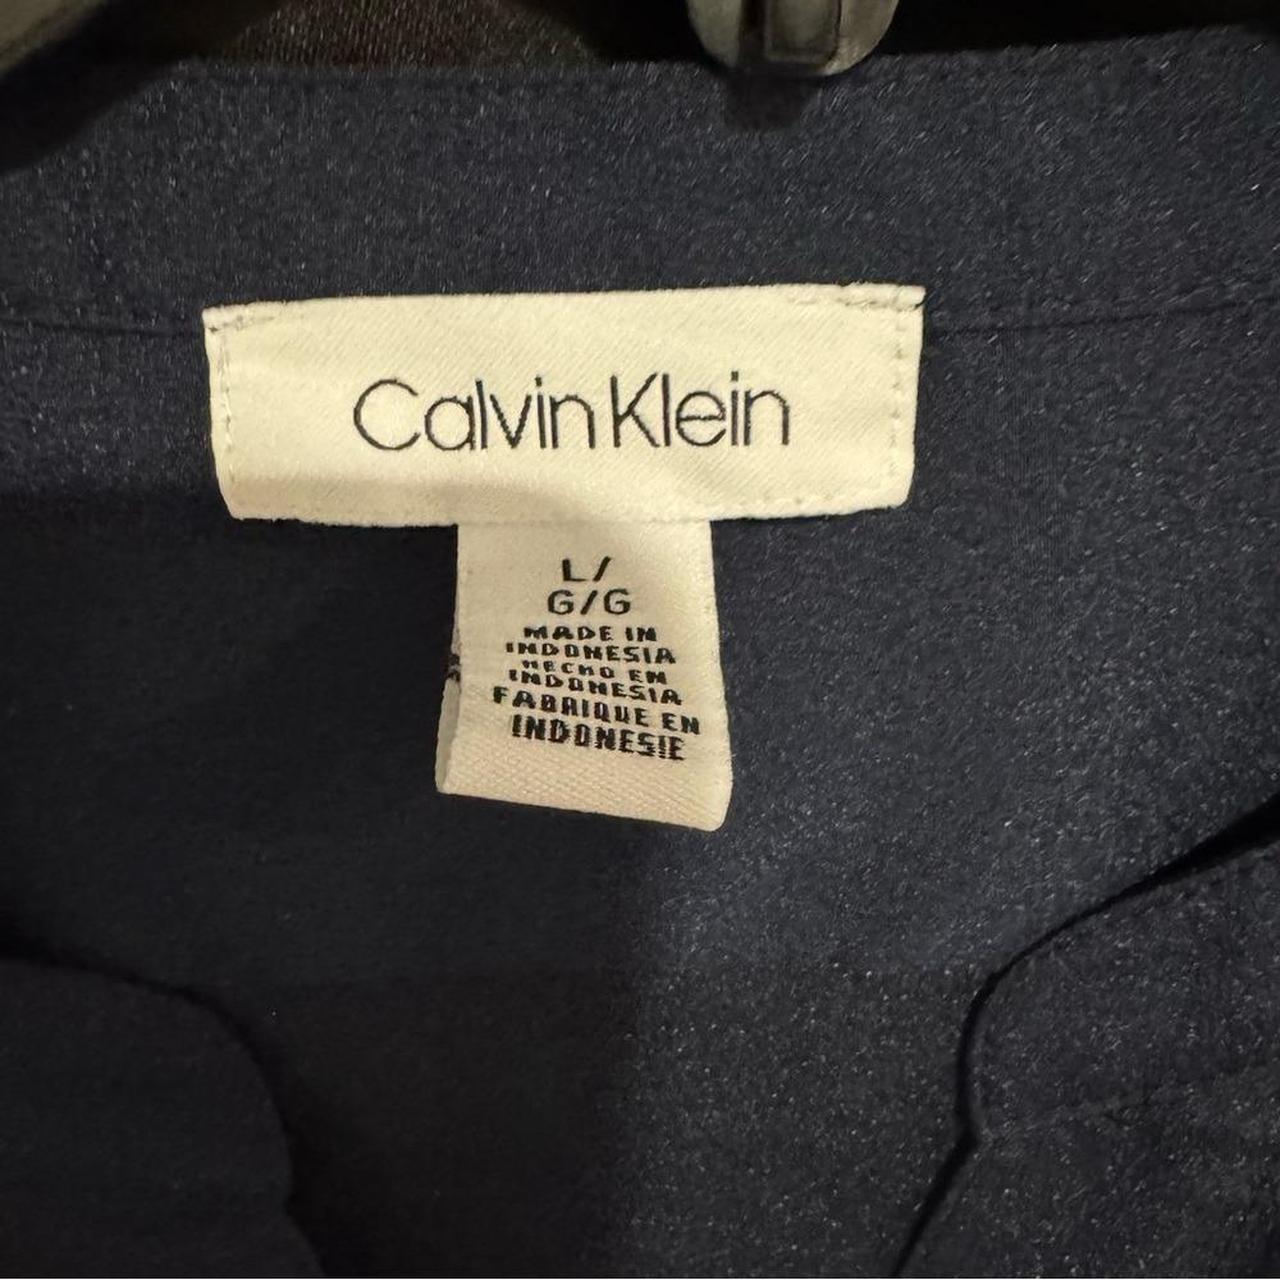 Calvin Klein
L/
G/G
MADE IN
INDONESIA
HECHO EN
INDONESIA
FABRIQUE EN
INDONESIE